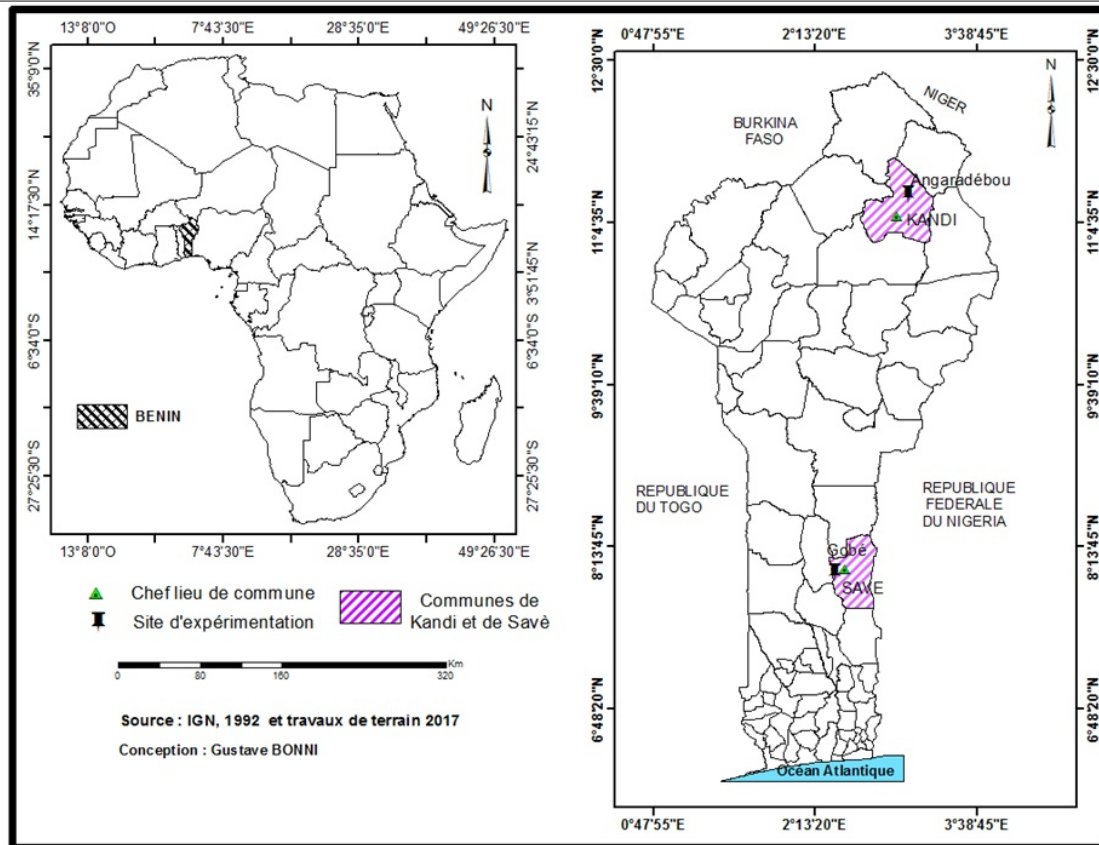 13°8'0"O 7°43'30"E 28°35'0"E 49°26'30"E
35°9'0"N
24°43'15"N
14°17'30"N
3°51'45"N
6°34'0"S
27°25'30"S
N
BENIN
13°8'0"O 7°43'30"E 28°35'0"E 49°26'30"E
Chef lieu de commune
Site d'expérimentation
Communes de
Kandi et de Savè
Km
0 80 160 320
Source : IGN, 1992 et travaux de terrain 2017
Conception : Gustave BONNI
0°47'55"E 2°13'20"E 3°38'45"E
12°30'0"N
11°4'35"N
9°39'10"N
8°13'45"N
6°48'20"N
N
NIGER
BURKINA
FASO
Angaradébou
KANDI
REPUBLIQUE
DU TOGO
REPUBLIQUE
FEDERALE
DU NIGERIA
Gobé
SAVE
Océan Atlantique
12°30'0"N
11°4'35"N
9°39'10"N
8°13'45"N
6°48'20"N
0°47'55"E 2°13'20"E 3°38'45"E